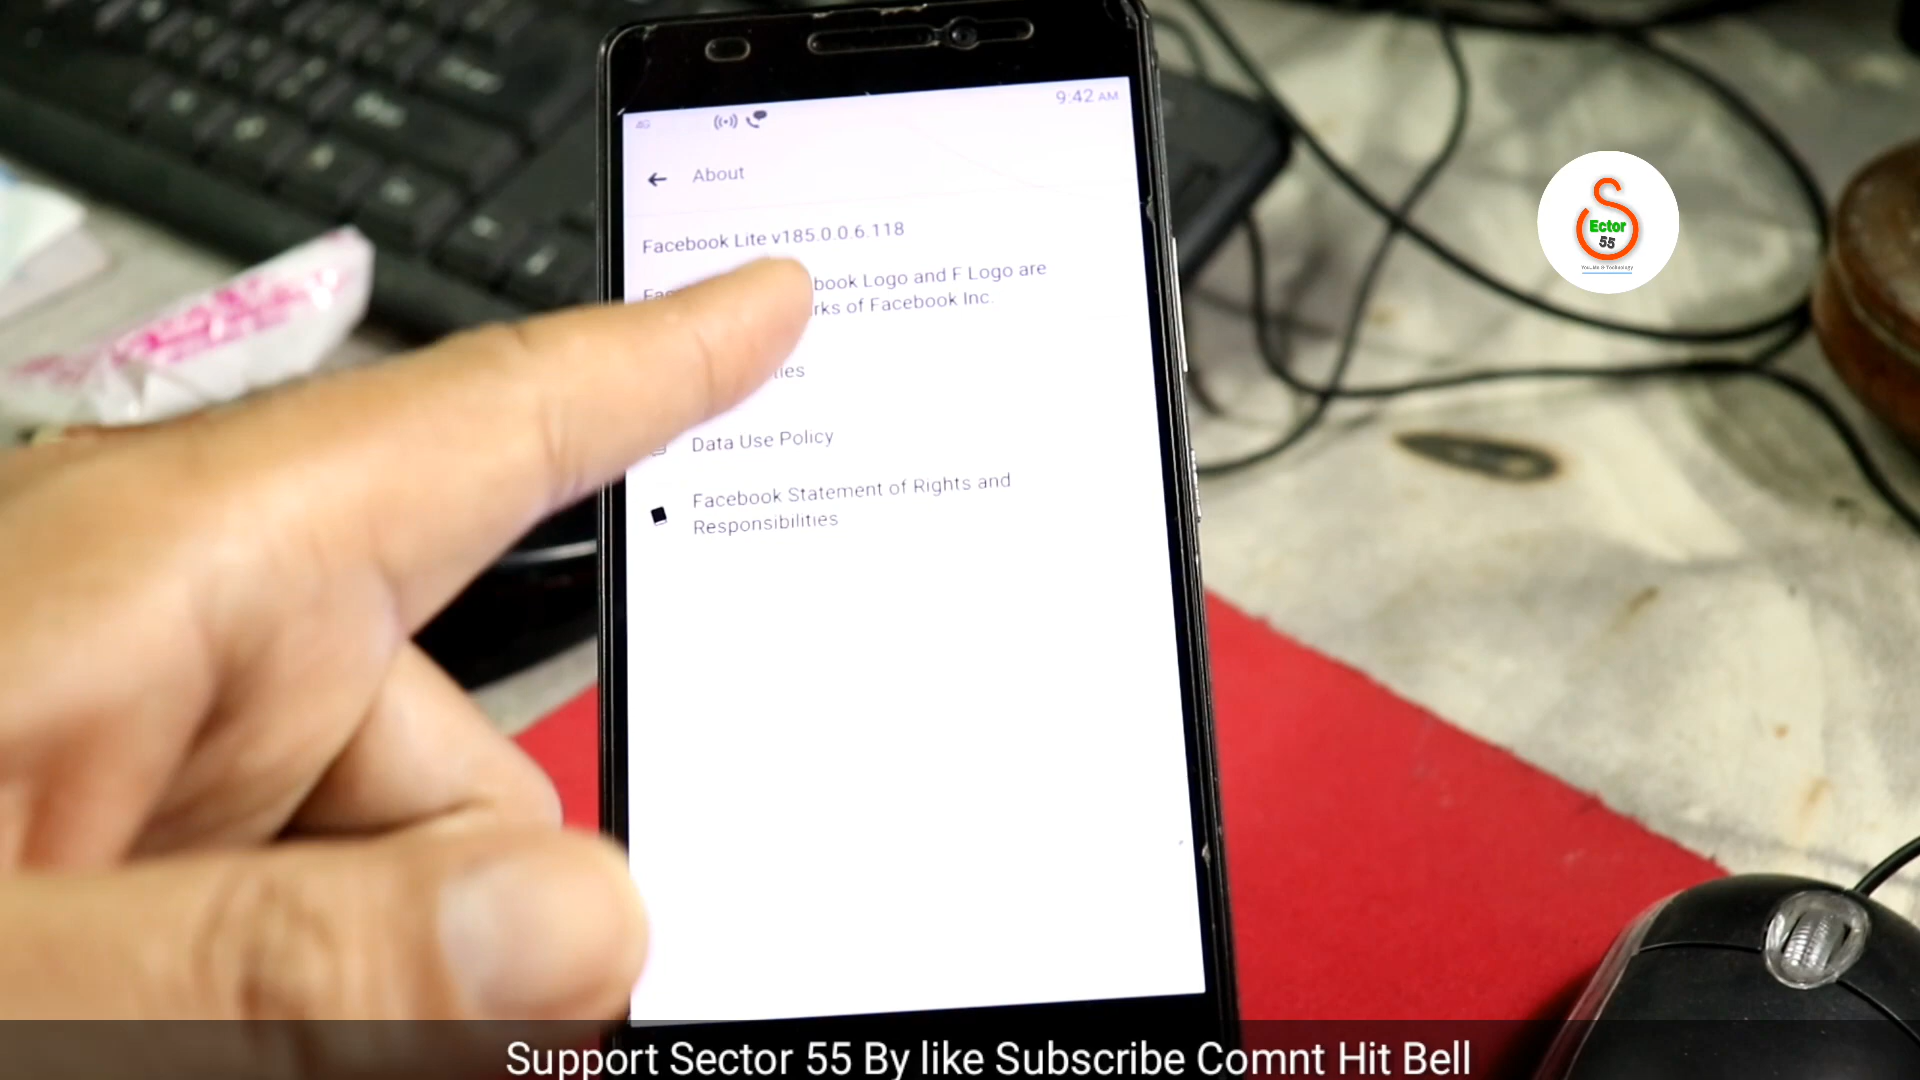 9:42 AM
4G
About
Facebook Lite v185.0.0.6.118
book Logo and F Logo are
rks of Facebook Inc.
ties
Data Use Policy
Facebook Statement of Rights and
Responsibilities
S
Ector
55
Support Sector 55 By like Subscribe Comnt Hit Bell